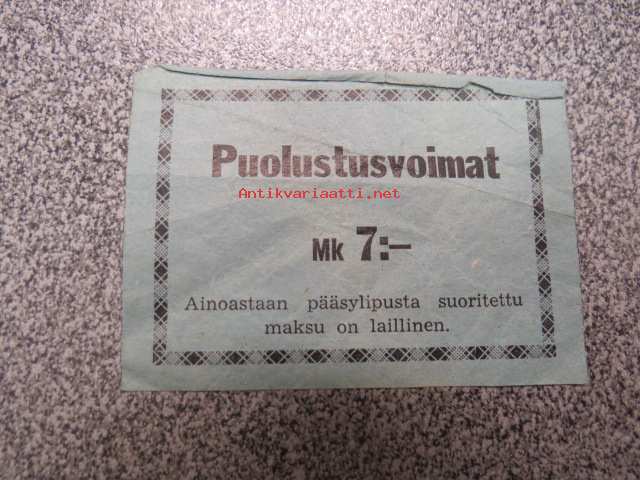 Puolustusvoimat
Antikvariaatti.net
Mk 7:—
Ainoastaan pääsylipusta suoritettu
maksu on laillinen.